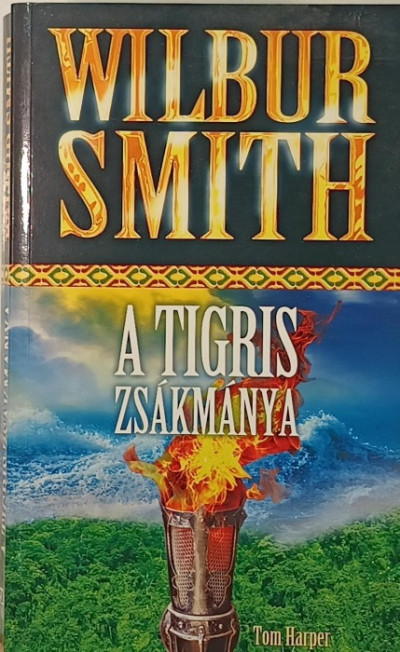 WILBUR
SMITH
A TIGRIS
ZSÁKMÁNYA
Tom Harper